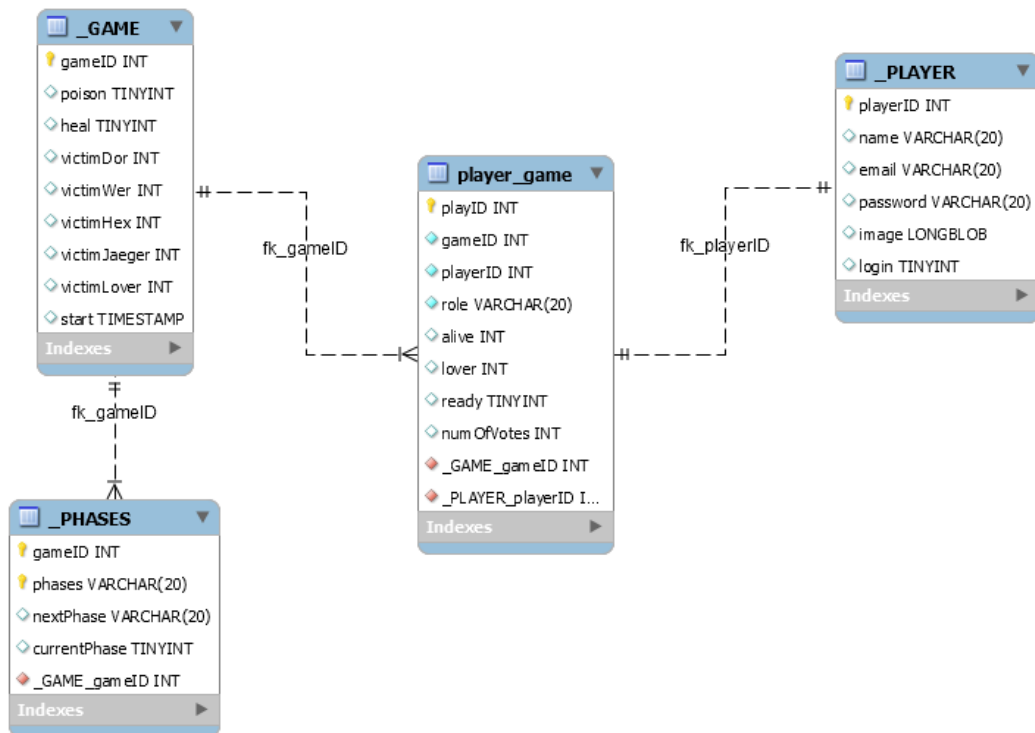 _GAME
gameID INT
poison TINYINT
heal TINYINT
victimDor INT
victimWer INT
victimHex INT
victimJaeger INT
victimLover INT
start TIMESTAMP
Indexes
fk_gameID
_PHASES
gameID INT
phases VARCHAR(20)
nextPhase VARCHAR(20)
currentPhase TINYINT
_GAME_gameID INT
Indexes
fk_gameID
player_game
playID INT
gameID INT
playerID INT
role VARCHAR(20)
alive INT
lover INT
ready TINYINT
numOfVotes INT
_GAME_gameID INT
_PLAYER_playerID I...
Indexes
fk_playerID
_PLAYER
playerID INT
name VARCHAR(20)
email VARCHAR(20)
password VARCHAR(20)
image LONGBLOB
login TINYINT
Indexes